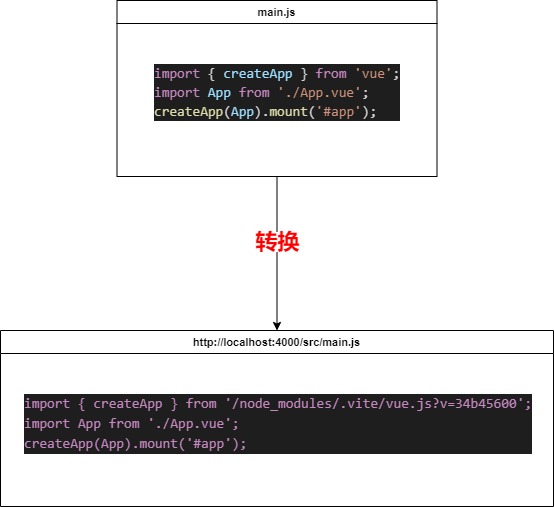 main.js
import { createApp } from 'vue';
import App from './App.vue';
createApp(App).mount('#app');
转换
http://localhost:4000/src/main.js
import { createApp } from '/node_modules/.vite/vue.js?v=34b45600';
import App from './App.vue';
createApp(App).mount('#app');